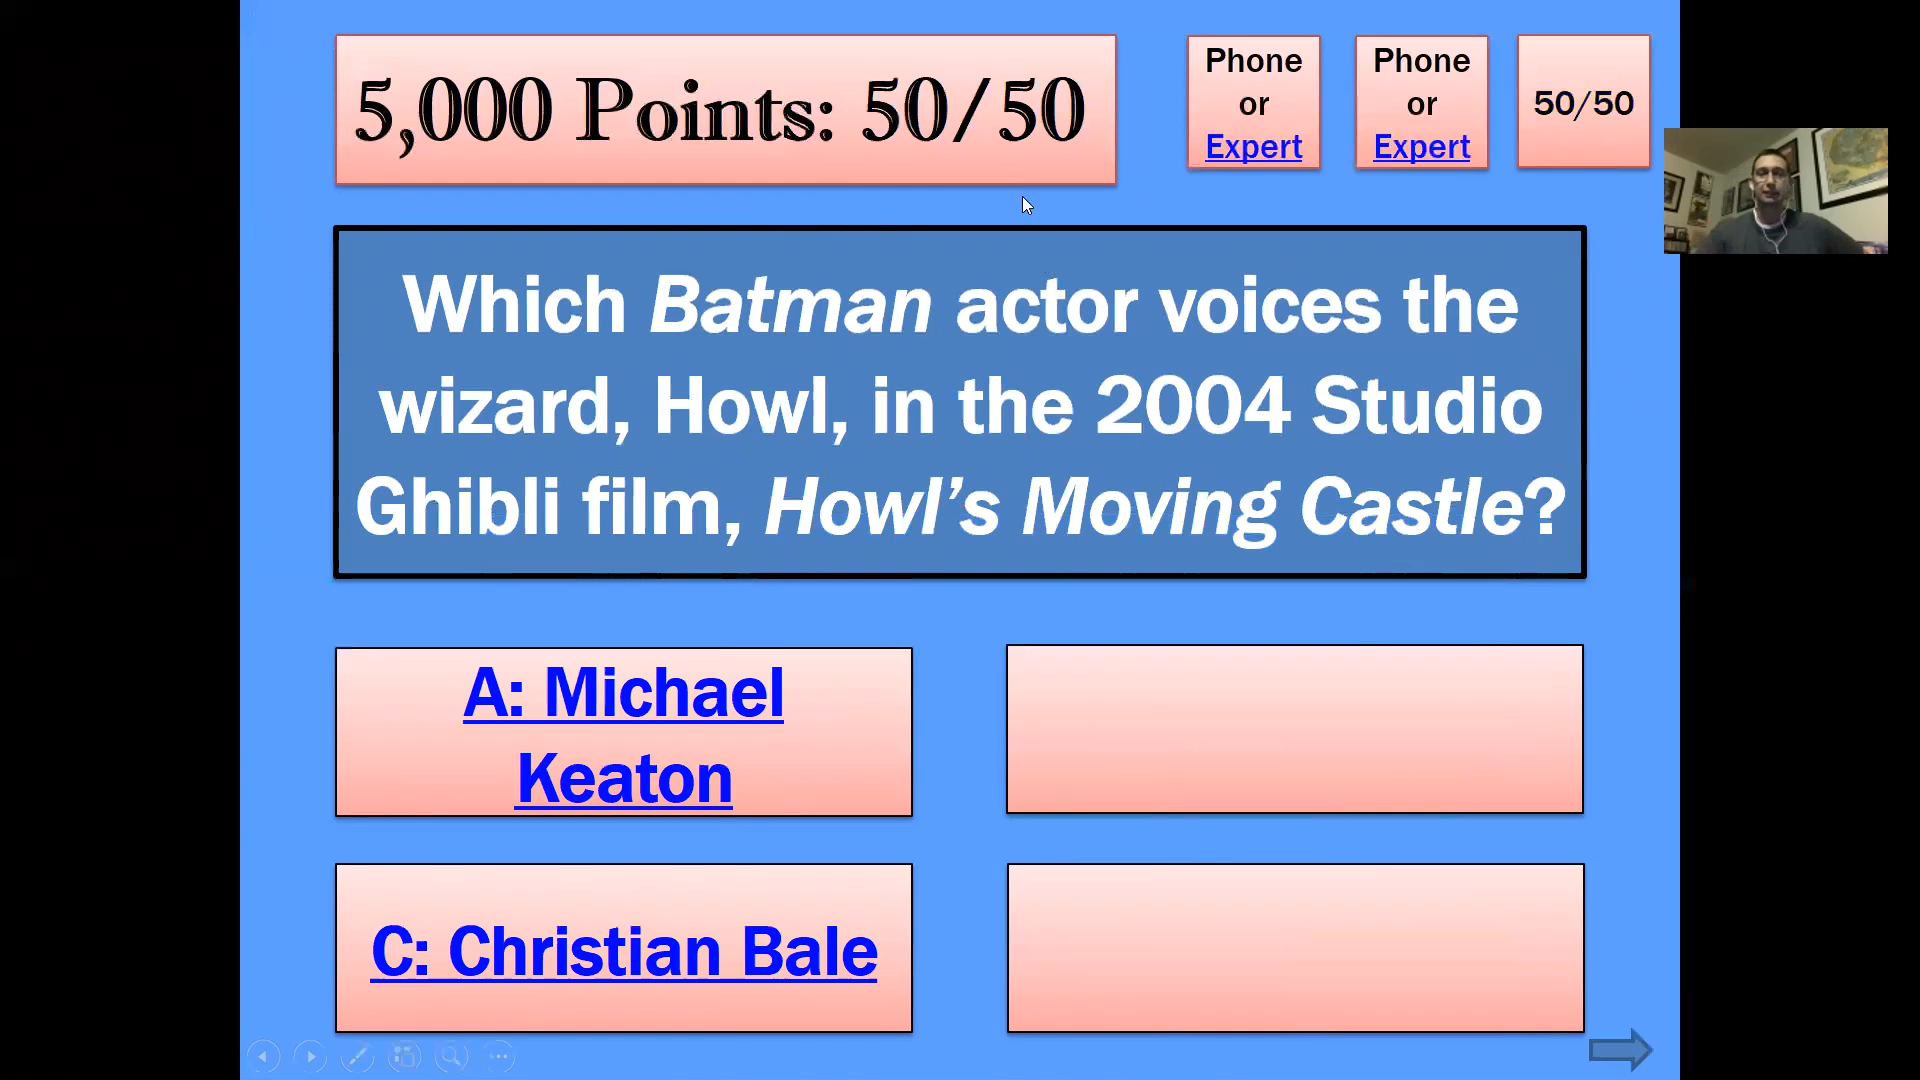 5,000 Points: 50/50
Phone
or
Expert
Phone
or
Expert
50/50
Which Batman actor voices the
wizard, Howl, in the 2004 Studio
Ghibli film, Howl’s Moving Castle?
A: Michael
Keaton
C: Christian Bale